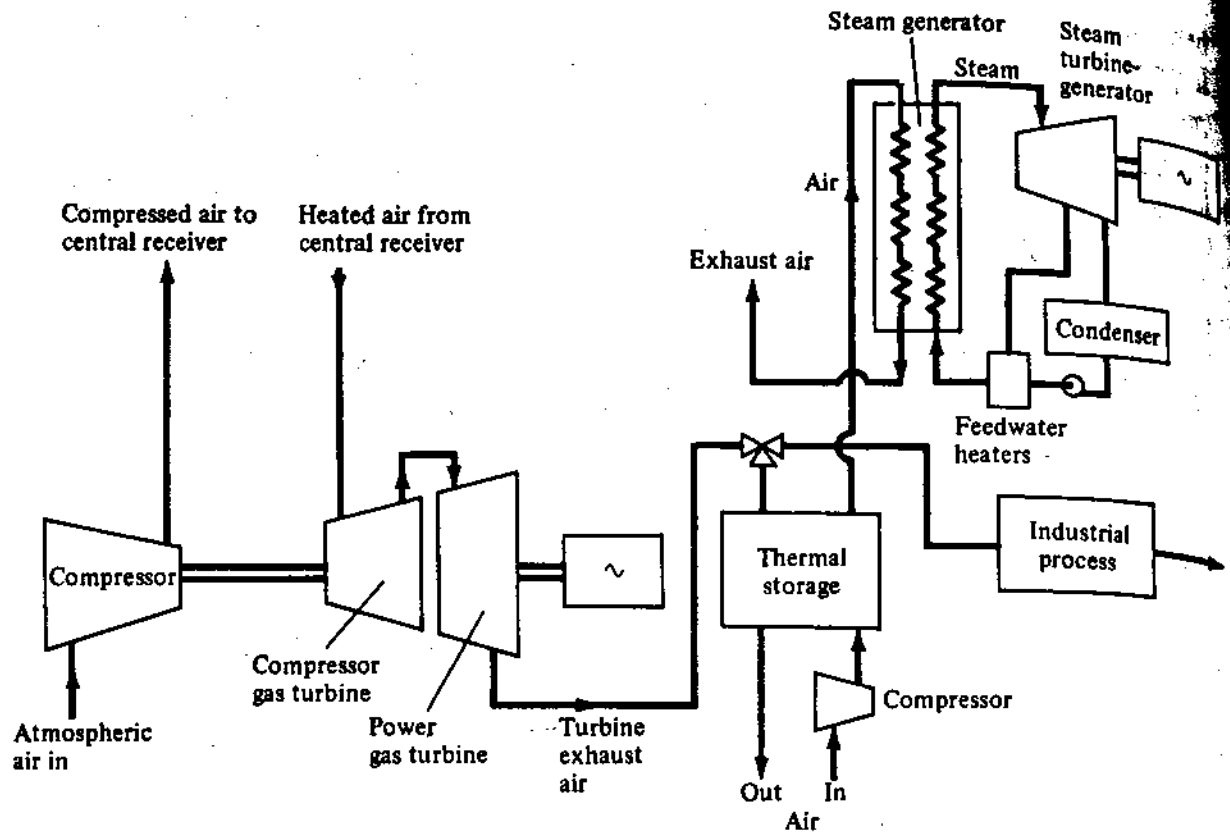 Steam generator
Steam
turbine-
generator
Steam
Air
Compressed air to
central receiver
Heated air from
central receiver
Exhaust air
Condenser
Feedwater
heaters
Compressor
~
Thermal
storage
Industrial
process
Compressor
gas turbine
Power
gas turbine
Turbine
exhaust
air
Compressor
Atmospheric
air in
Out
In
Air
~